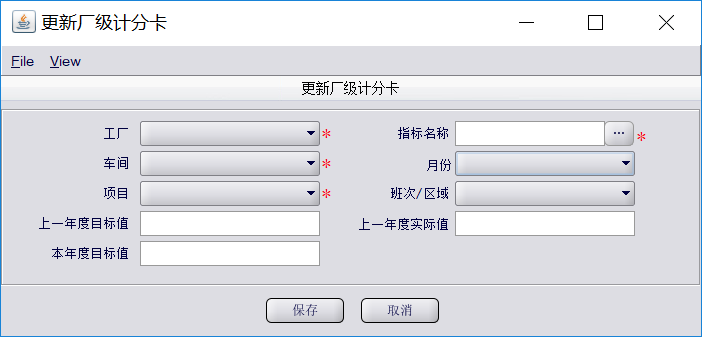 更新厂级计分卡
File View
更新厂级计分卡
工厂 * 指标名称 ... *
车间 * 月份
项目 * 班次/区域
上一年度目标值 上一年度实际值
本年度目标值
保存 取消